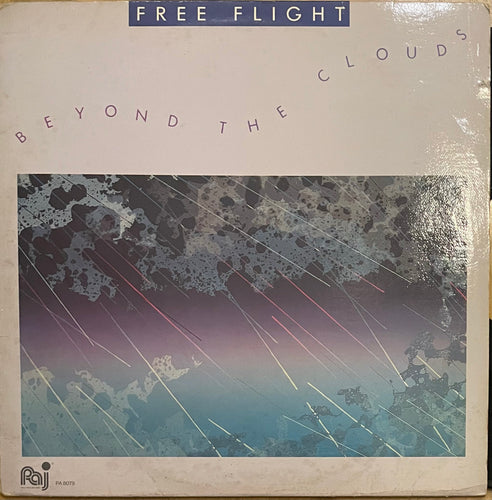 FREE FLIGHT
BEYOND THE CLOUDS
Paj
PA 8075